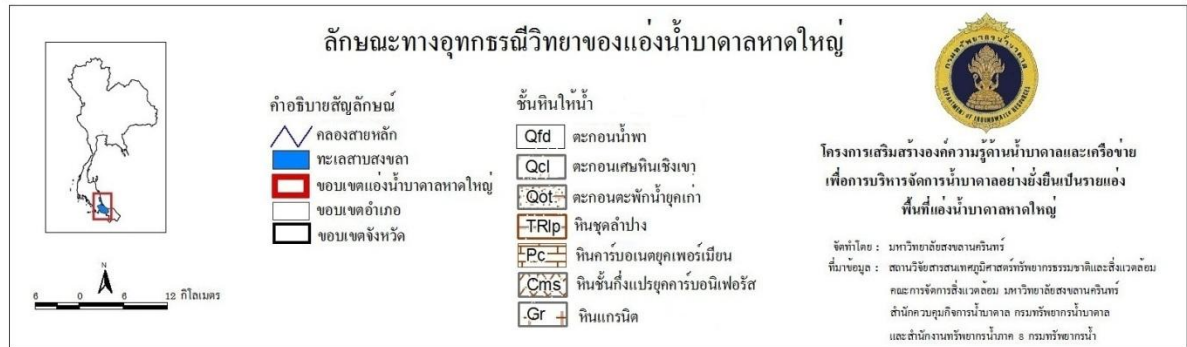 ลักษณะทางอุทกธรณีวิทยาของแอ่งน้ำบาดาลหาดใหญ่
คำอธิบายสัญลักษณ์
คลองสายหลัก
ทะเลสาบสงขลา
ขอบเขตแอ่งน้ำบาดาลหาดใหญ่
ขอบเขตอำเภอ
ขอบเขตจังหวัด
N
6 0 6 12 กิโลเมตร
ชั้นหินให้น้ำ
Qfd ตะกอนน้ำพา
Qcl ตะกอนเศษหินเชิงเขา
Qot ตะกอนตะพักน้ำยุคเก่า
TRlp หินชุดลำปาง
Pc หินคาร์บอเนตยุคเพอร์เมียน
Cms หินชั้นกึ่งแปรยุคคาร์บอนิเฟอรัส
Gr หินแกรนิต
กรมทรัพยากรน้ำบาดาล
DEPARTMENT OF GROUNDWATER RESOURCES
โครงการเสริมสร้างองค์ความรู้ด้านน้ำบาดาลและเครือข่าย
เพื่อการบริหารจัดการน้ำบาดาลอย่างยั่งยืนเป็นรายแอ่ง
พื้นที่แอ่งน้ำบาดาลหาดใหญ่
จัดทำโดย : มหาวิทยาลัยสงขลานครินทร์
ที่มาข้อมูล : สถานวิจัยสารสนเทศภูมิศาสตร์ทรัพยากรธรรมชาติและสิ่งแวดล้อม
คณะการจัดการสิ่งแวดล้อม มหาวิทยาลัยสงขลานครินทร์
สำนักควบคุมกิจการน้ำบาดาล กรมทรัพยากรน้ำบาดาล
และสำนักงานทรัพยากรน้ำภาค 8 กรมทรัพยากรน้ำ